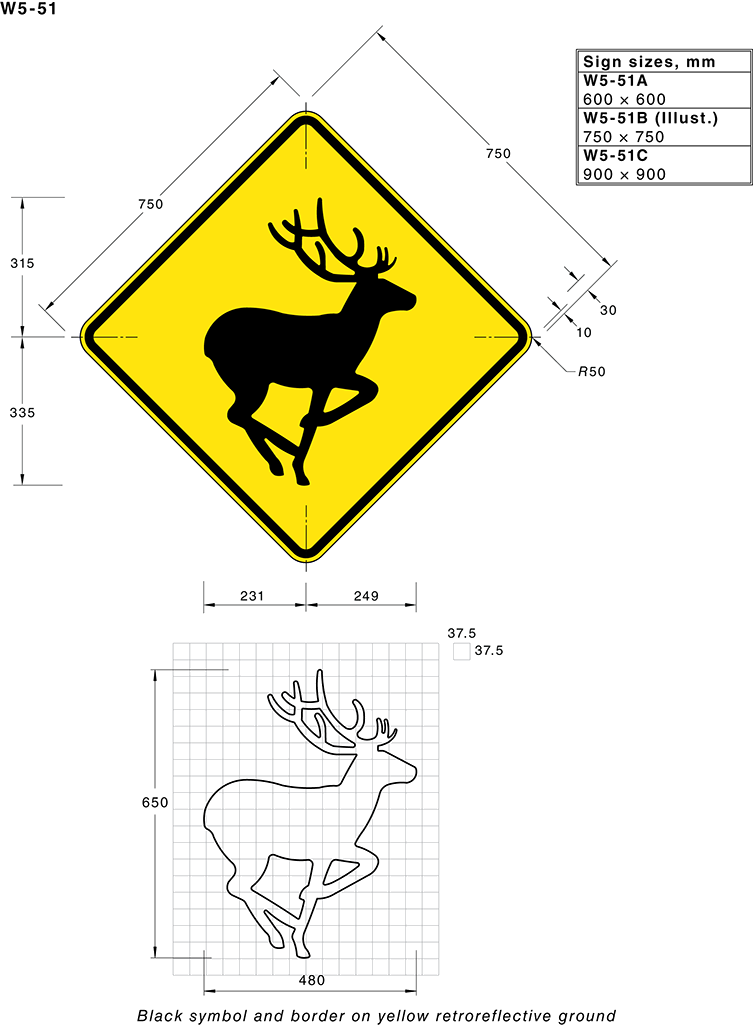 W5-51
Sign sizes, mm
W5-51A
600 × 600
W5-51B (Illust.)
750 × 750
W5-51C
900 × 900
750
750
315
335
30
10
R50
231
249
37.5
37.5
650
480
Black symbol and border on yellow retroreflective ground